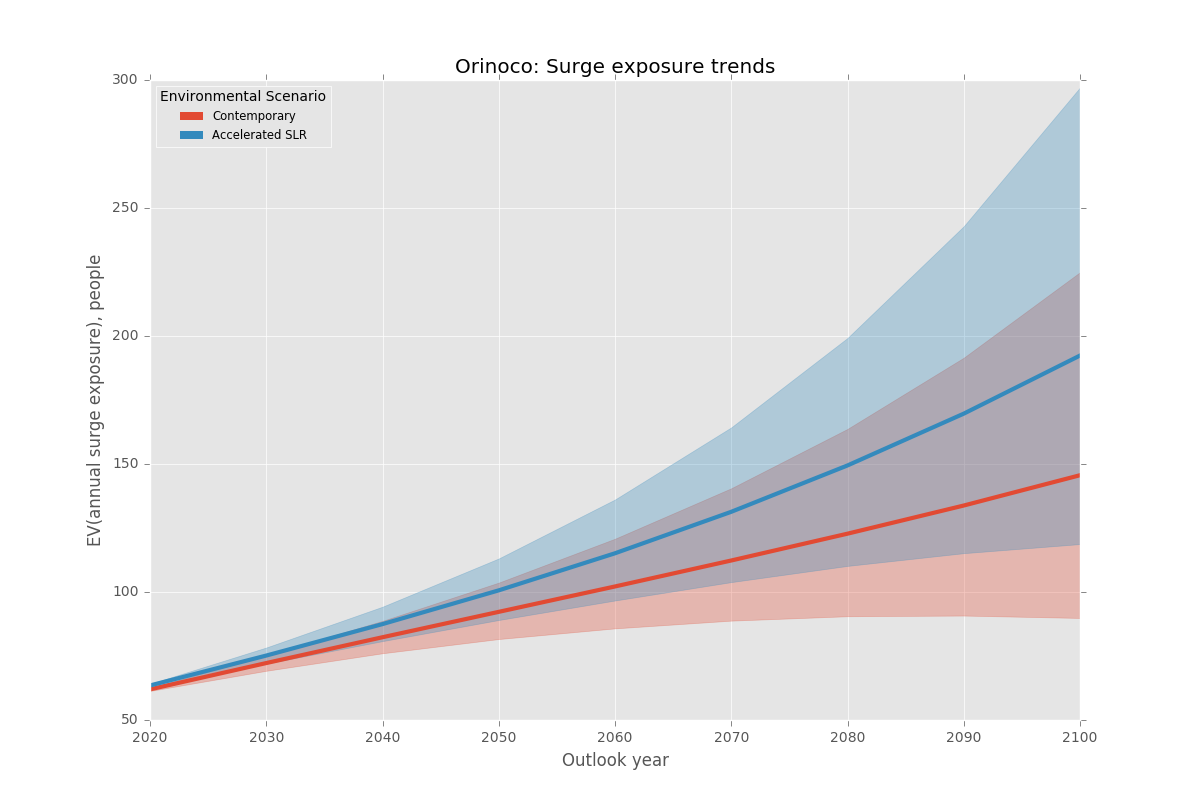 Orinoco: Surge exposure trends
Environmental Scenario
Contemporary
Accelerated SLR
EV(annual surge exposure), people
300
250
200
150
100
50
2020 2030 2040 2050 2060 2070 2080 2090 2100
Outlook year